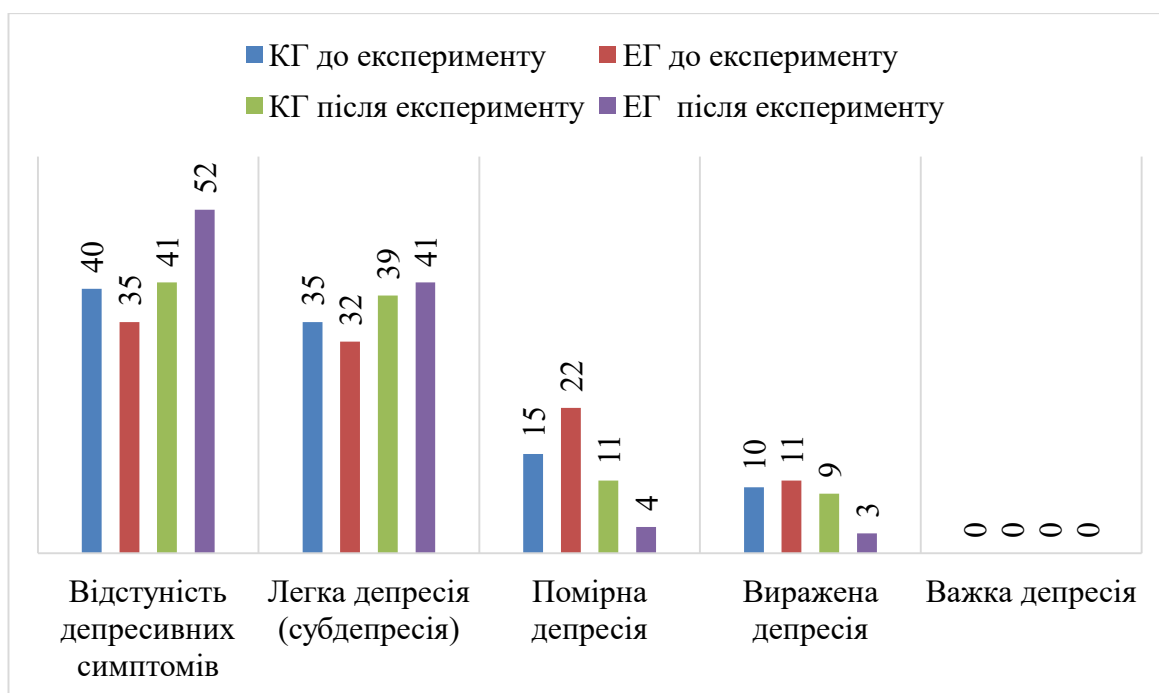 КГ до експерименту ЕГ до експерименту
КГ після експерименту ЕГ після експерименту
40 35 41 52
35 32 39 41
15 22 11 4
10 11 9 3
0 0 0 0
Відстуність
депресивних
симптомів
Легка депресія
(субдепресія)
Помірна
депресія
Виражена
депресія
Важка депресія